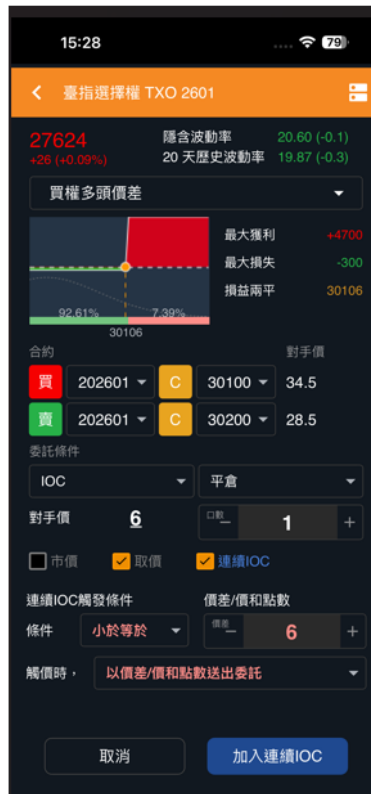 15:28
79
臺指選擇權 TXO 2601
27624
+26 (+0.09%)
隱含波動率 20.60 (-0.1)
20 天歷史波動率 19.87 (-0.3)
買權多頭價差
最大獲利 +4700
最大損失 -300
損益兩平 30106
92.61% 7.39%
30106
合約 對手價
買 202601 C 30100 34.5
賣 202601 C 30200 28.5
委託條件
IOC 平倉
對手價 6 口數 - 1 +
市價 取價 連續IOC
連續IOC觸發條件 價差/價和點數
條件 小於等於 價差 - 6 +
觸價時， 以價差/價和點數送出委託
取消 加入連續IOC